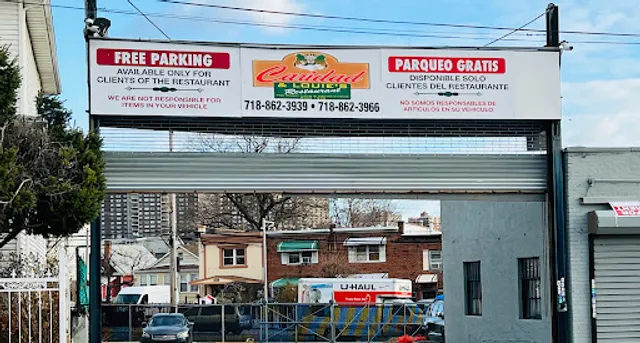 FREE PARKING
AVAILABLE ONLY FOR
CLIENTS OF THE RESTAURANT
WE ARE NOT RESPONSIBLE FOR
ITEMS IN YOUR VEHICLE
Caridad
& LOUIE'S
Restaurant
718-862-3939 • 718-862-3966
PARQUEO GRATIS
DISPONIBLE SOLO
CLIENTES DEL RESTAURANTE
NO SOMOS RESPONSABLES DE
ARTICULOS EN SU VEHICULO
U-HAUL